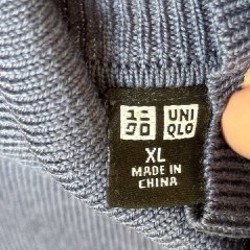 ユニ UNI
クロ QLO
XL
MADE IN
CHINA